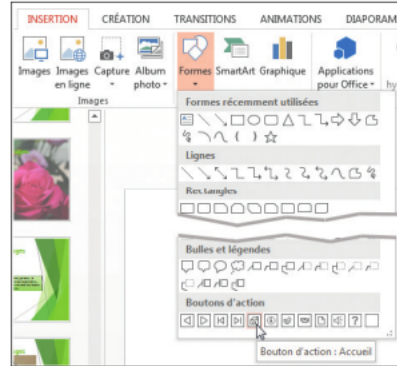 INSERTION CRÉATION TRANSITIONS ANIMATIONS DIAPORAM
Images Images en ligne Capture Album photo Formes SmartArt Graphique Applications pour Office hy
Images
Formes récemment utilisées
Lignes
Rectangles
Bulles et légendes
Boutons d'action
Bouton d'action : Accueil